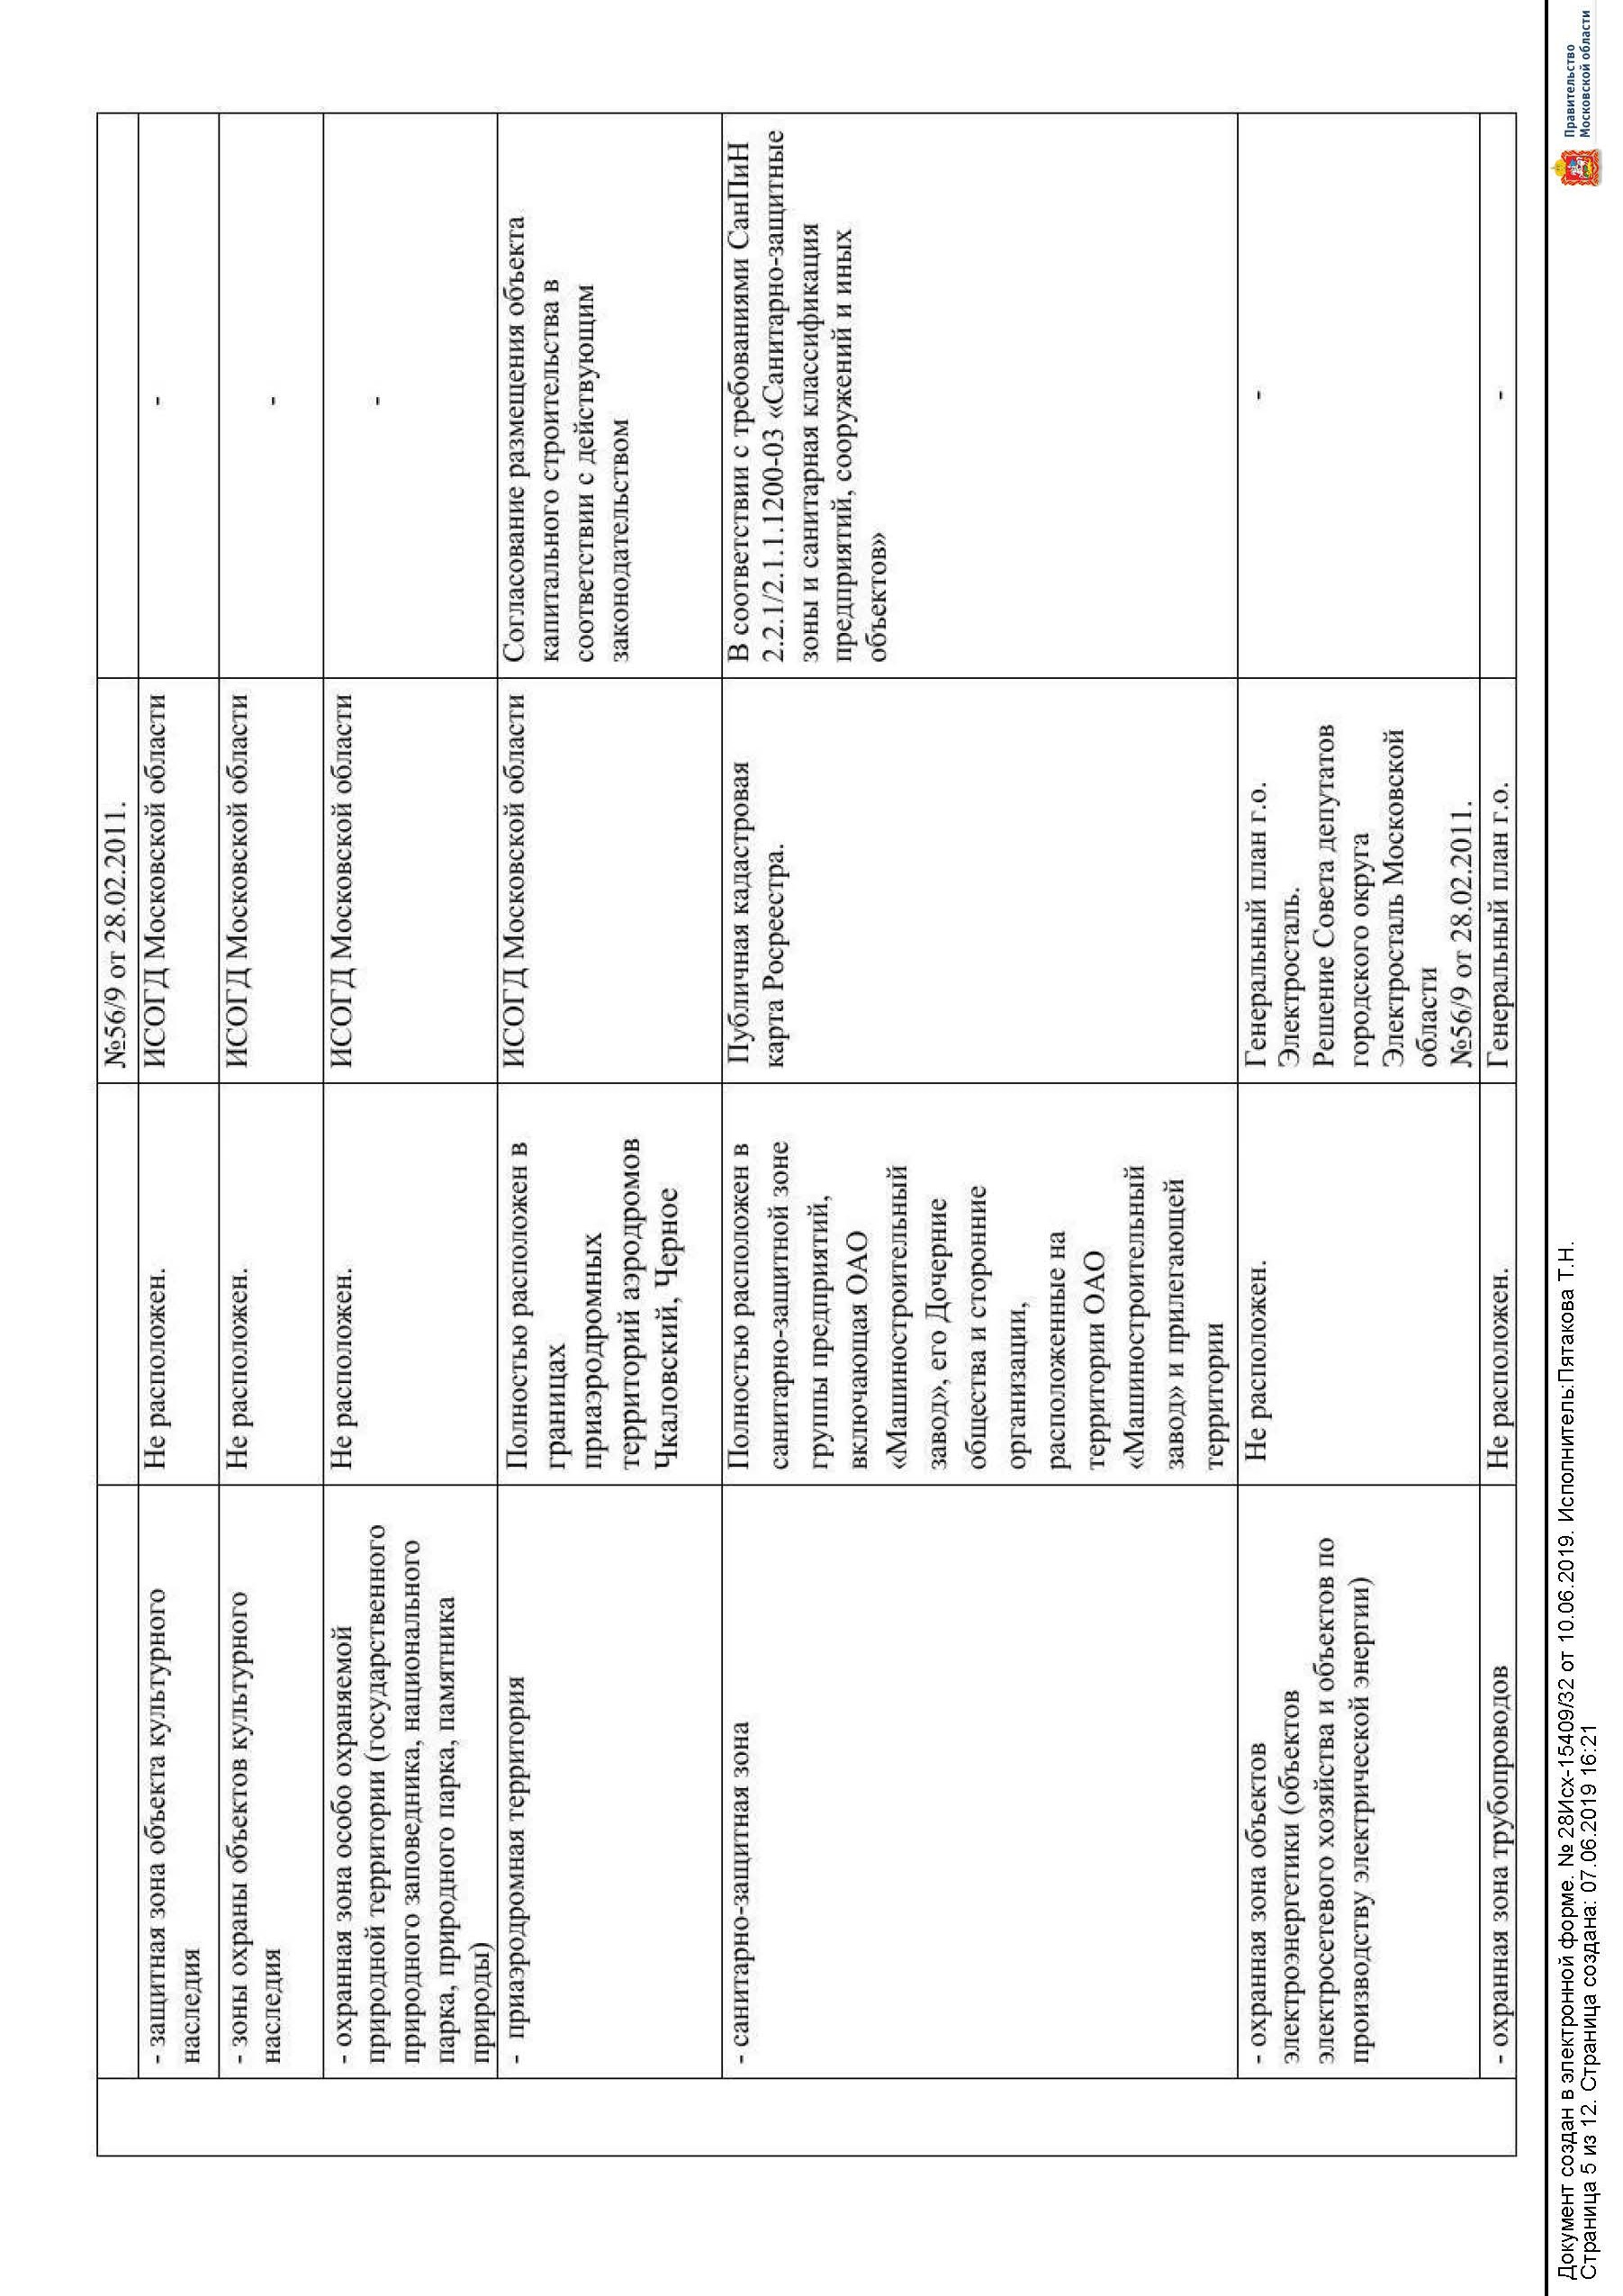 №56/9 от 28.02.2011.
- защитная зона объекта культурного
наследия
Не расположен.
ИСОГД Московской области
-
- зоны охраны объектов культурного
наследия
Не расположен.
ИСОГД Московской области
-
- охранная зона особо охраняемой
природной территории (государственного
природного заповедника, национального
парка, природного парка, памятника
природы)
Не расположен.
ИСОГД Московской области
-
- приаэродромная территория
Полностью расположен в
границах
приаэродромных
территорий аэродромов
Чкаловский, Черное
ИСОГД Московской области
Согласование размещения объекта
капитального строительства в
соответствии с действующим
законодательством
- санитарно-защитная зона
Полностью расположен в
санитарно-защитной зоне
группы предприятий,
включающая ОАО
«Машиностроительный
завод», его Дочерние
общества и сторонние
организации,
расположенные на
территории ОАО
«Машиностроительный
завод» и прилегающей
территории
Публичная кадастровая
карта Росреестра.
В соответствии с требованиями СанПиН
2.2.1/2.1.1.1200-03 «Санитарно-защитные
зоны и санитарная классификация
предприятий, сооружений и иных
объектов»
- охранная зона объектов
электроэнергетики (объектов
электросетевого хозяйства и объектов по
производству электрической энергии)
Не расположен.
Генеральный план г.о.
Электросталь.
Решение Совета депутатов
городского округа
Электросталь Московской
области
№56/9 от 28.02.2011.
-
- охранная зона трубопроводов
Не расположен.
Генеральный план г.о.
-
Документ создан в электронной форме. № 28Исх-15409/32 от 10.06.2019. Исполнитель:Пятакова Т.Н.
Страница 5 из 12. Страница создана: 07.06.2019 16:21
Правительство
Московской области